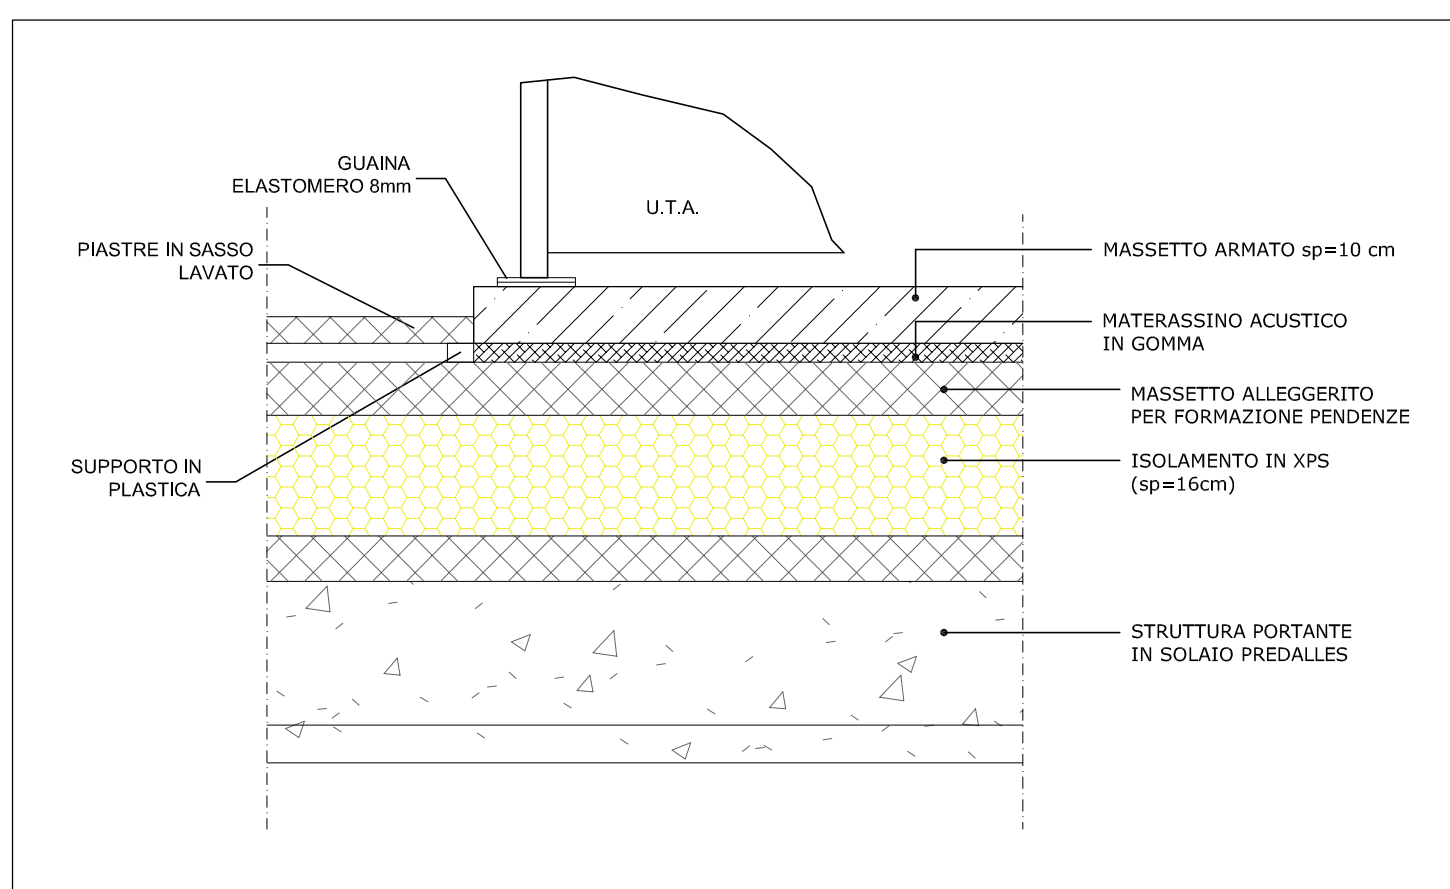 GUAINA
ELASTOMERO 8mm
U.T.A.
PIASTRE IN SASSO
LAVATO
SUPPORTO IN
PLASTICA
MASSETTO ARMATO sp=10 cm
MATERASSINO ACUSTICO
IN GOMMA
MASSETTO ALLEGGERITO
PER FORMAZIONE PENDENZE
ISOLAMENTO IN XPS
(sp=16cm)
STRUTTURA PORTANTE
IN SOLAIO PREDALLES